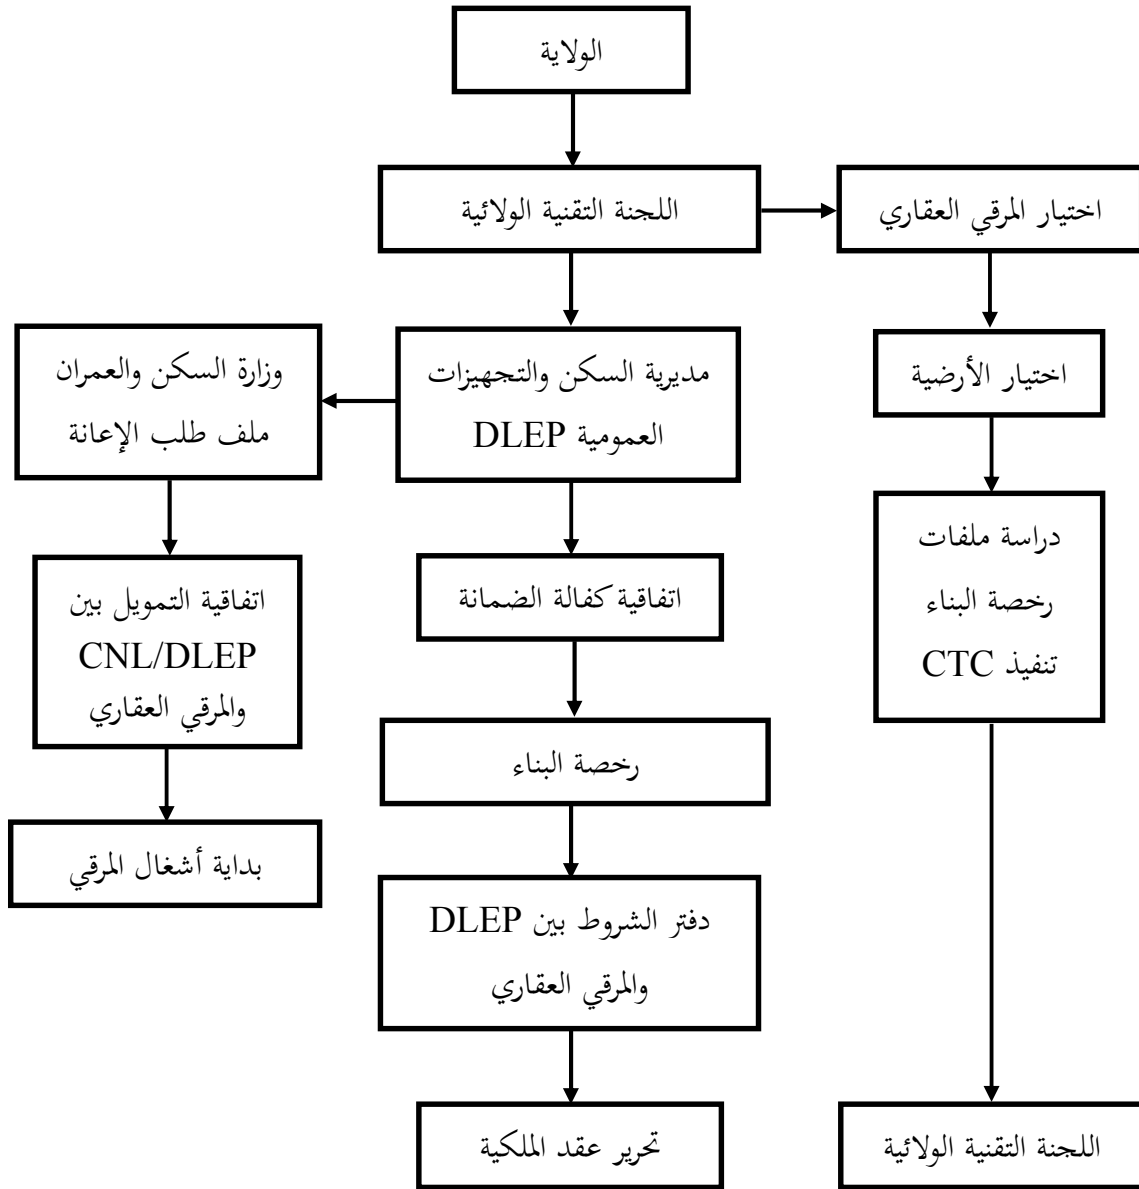 الولاية
اللجنة التقنية الولائية
اختيار المرقي العقاري
اختيار الأرضية
مديرية السكن والتجهيزات
العمومية DLEP
وزارة السكن والعمران
ملف طلب الإعانة
دراسة ملفات
رخصة البناء
تنفيذ CTC
اتفاقية كفالة الضمانة
اتفاقية التمويل بين
CNL/DLEP
والمرقي العقاري
رخصة البناء
بداية أشغال المرقي
دفتر الشروط بين DLEP
والمرقي العقاري
اللجنة التقنية الولائية
تحرير عقد الملكية